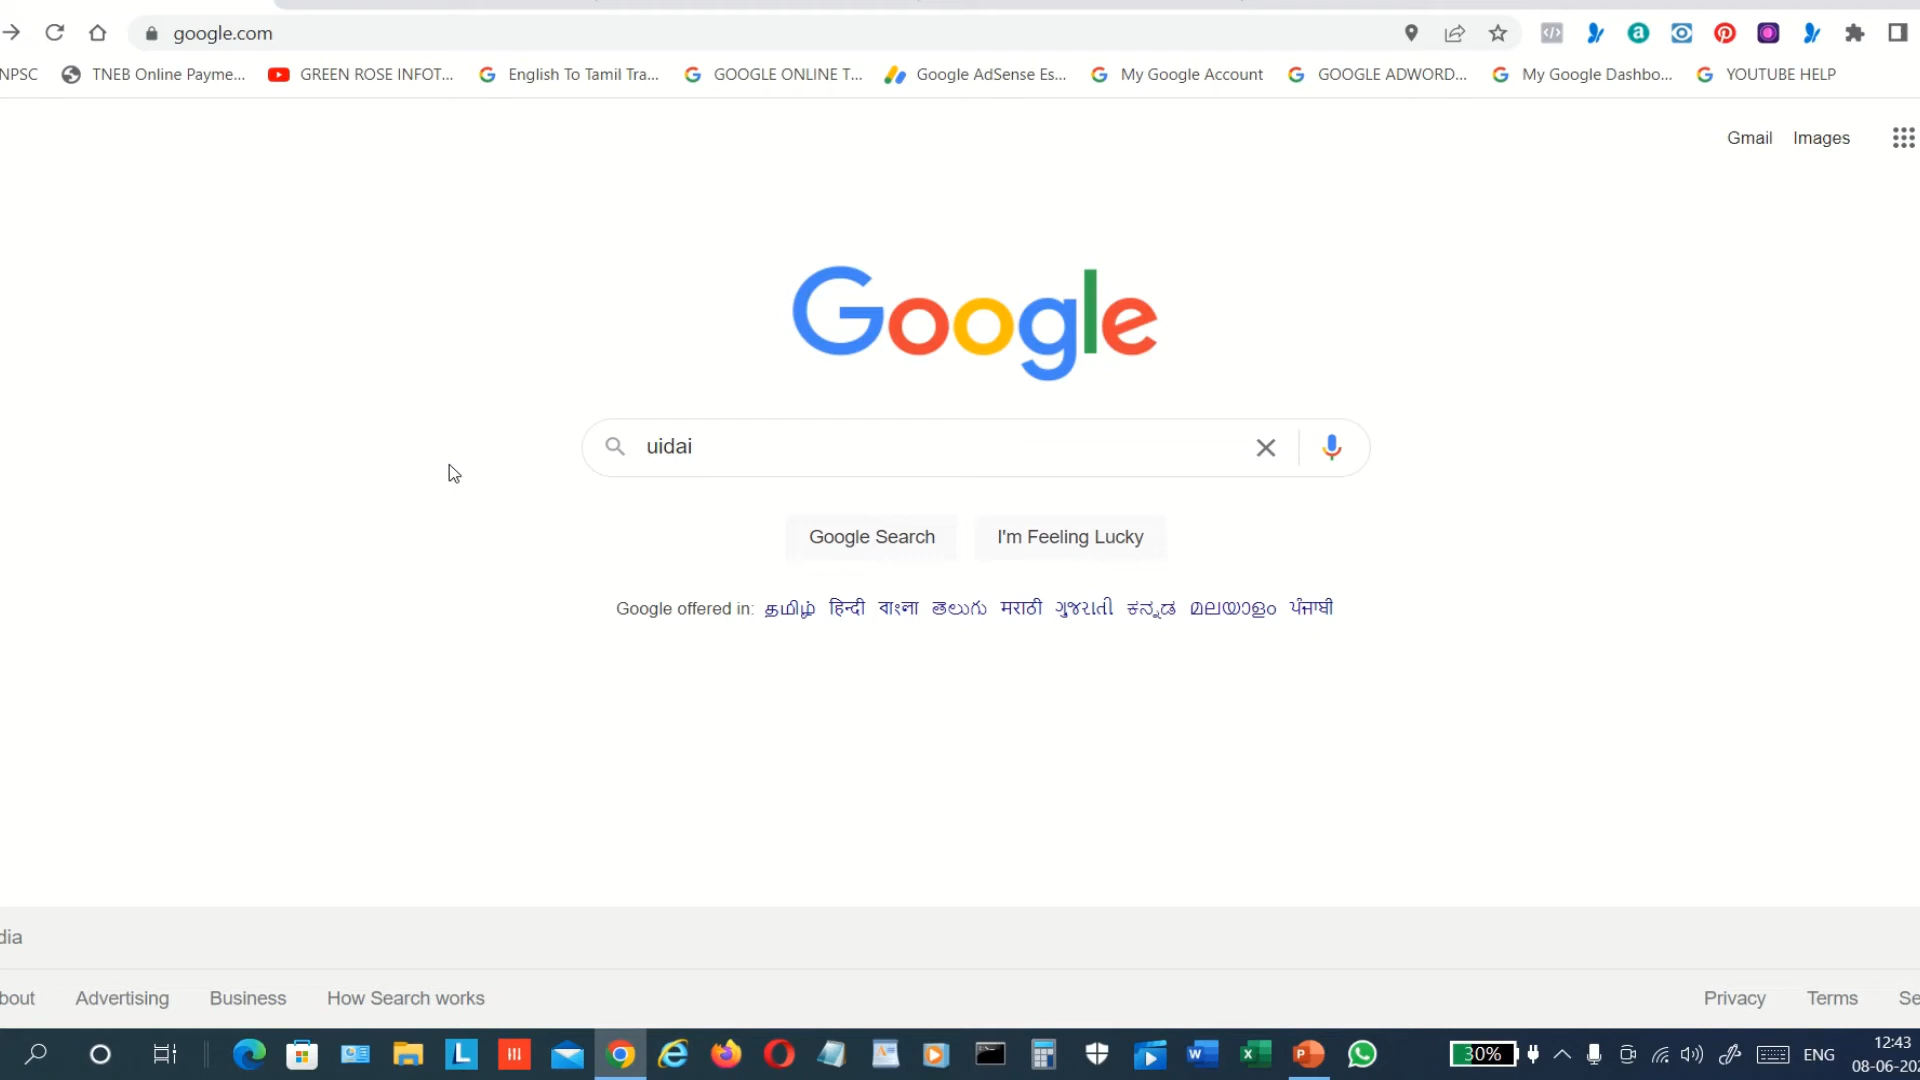 google.com
NPSC TNEB Online Payme... GREEN ROSE INFOT... English To Tamil Tra... GOOGLE ONLINE T... Google AdSense Es... My Google Account GOOGLE ADWORD... My Google Dashbo... YOUTUBE HELP
Gmail Images
Google
uidai
Google Search I'm Feeling Lucky
Google offered in: தமிழ் हिन्दी বাংলা తెలుగు मराठी ગુજરાતી ಕನ್ನಡ മലയാളം ਪੰਜਾਬੀ
dia
bout Advertising Business How Search works Privacy Terms Se
30% ENG 12:43
08-06-202